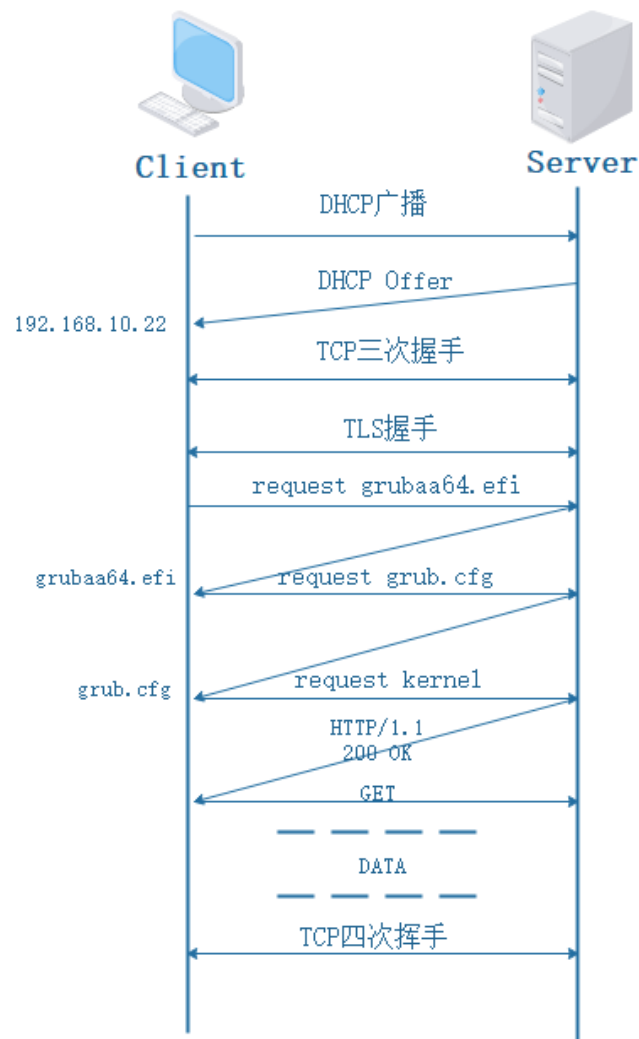 Client
Server
DHCP广播
DHCP Offer
192.168.10.22
TCP三次握手
TLS握手
request grubaa64.efi
grubaa64.efi
request grub.cfg
grub.cfg
request kernel
HTTP/1.1
200 OK
GET
DATA
TCP四次挥手